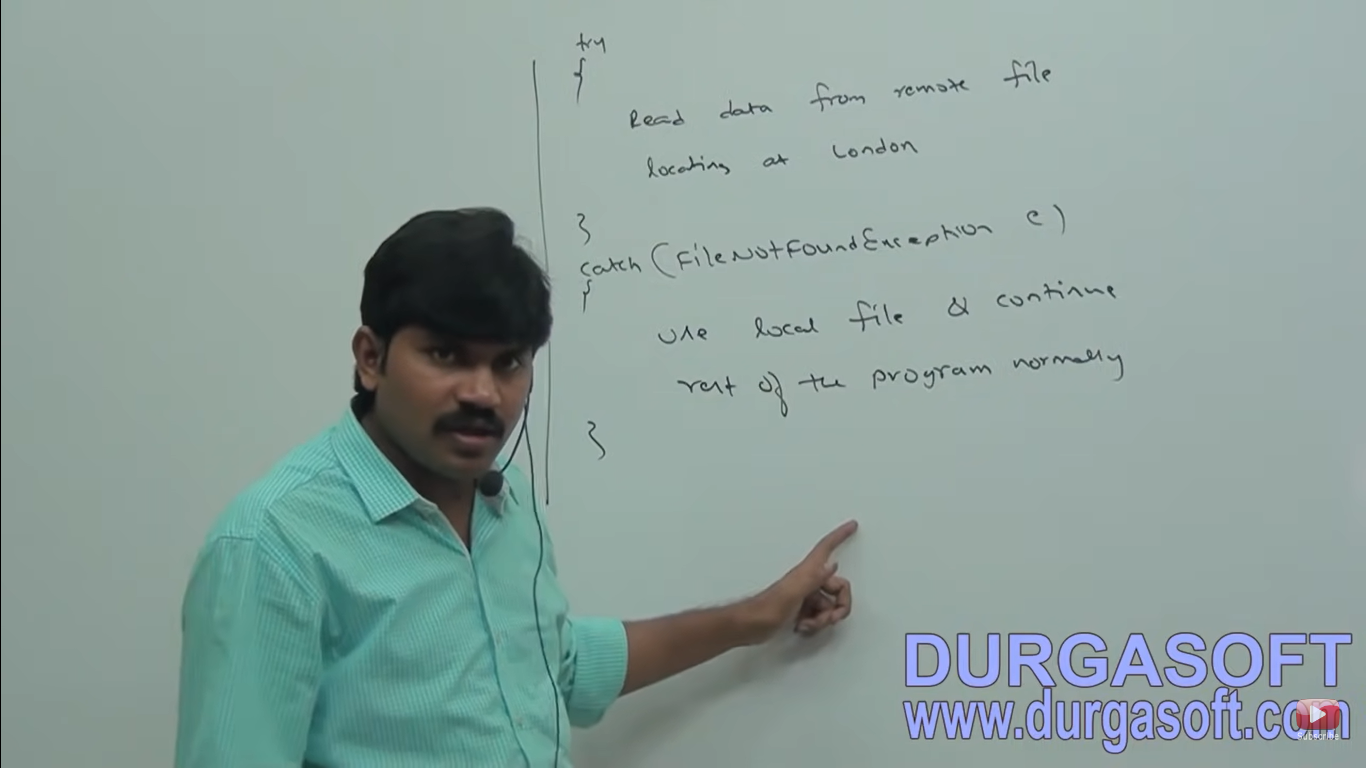 try
{
Read data from remote file
locating at London
}
catch (FileNotFoundException e)
{
use local file & continue
rest of the program normally
}
DURGASOFT
www.durgasoft.com
Subscribe